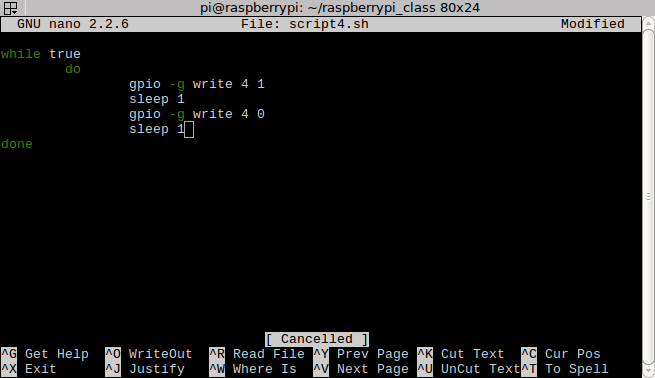 pi@raspberrypi: ~/raspberrypi_class 80x24
GNU nano 2.2.6 File: script4.sh Modified
while true
do
gpio -g write 4 1
sleep 1
gpio -g write 4 0
sleep 1
done
[ Cancelled ]
^G Get Help ^O WriteOut ^R Read File ^Y Prev Page ^K Cut Text ^C Cur Pos
^X Exit ^J Justify ^W Where Is ^V Next Page ^U UnCut Text ^T To Spell